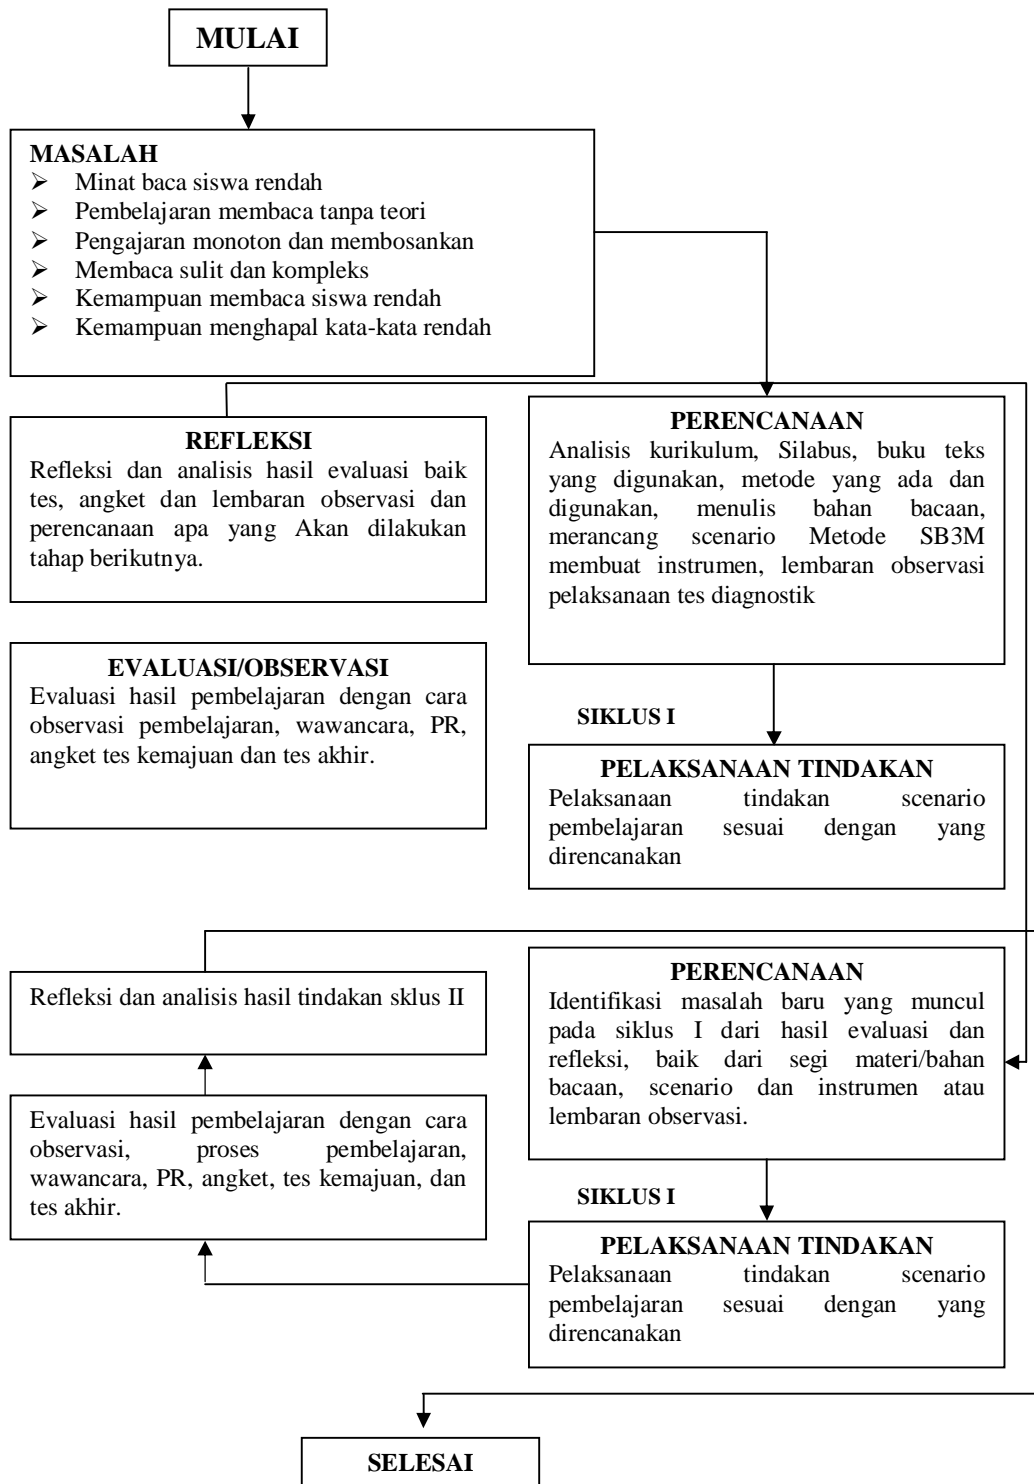 MULAI
MASALAH
➢ Minat baca siswa rendah
➢ Pembelajaran membaca tanpa teori
➢ Pengajaran monoton dan membosankan
➢ Membaca sulit dan kompleks
➢ Kemampuan membaca siswa rendah
➢ Kemampuan menghapal kata-kata rendah
REFLEKSI
Refleksi dan analisis hasil evaluasi baik
tes, angket dan lembaran observasi dan
perencanaan apa yang Akan dilakukan
tahap berikutnya.
PERENCANAAN
Analisis kurikulum, Silabus, buku teks
yang digunakan, metode yang ada dan
digunakan, menulis bahan bacaan,
merancang scenario Metode SB3M
membuat instrumen, lembaran observasi
pelaksanaan tes diagnostik
EVALUASI/OBSERVASI
Evaluasi hasil pembelajaran dengan cara
observasi pembelajaran, wawancara, PR,
angket tes kemajuan dan tes akhir.
SIKLUS I
PELAKSANAAN TINDAKAN
Pelaksanaan tindakan scenario
pembelajaran sesuai dengan yang
direncanakan
Refleksi dan analisis hasil tindakan sklus II
PERENCANAAN
Identifikasi masalah baru yang muncul
pada siklus I dari hasil evaluasi dan
refleksi, baik dari segi materi/bahan
bacaan, scenario dan instrumen atau
lembaran observasi.
Evaluasi hasil pembelajaran dengan cara
observasi, proses pembelajaran,
wawancara, PR, angket, tes kemajuan, dan
tes akhir.
SIKLUS I
PELAKSANAAN TINDAKAN
Pelaksanaan tindakan scenario
pembelajaran sesuai dengan yang
direncanakan
SELESAI